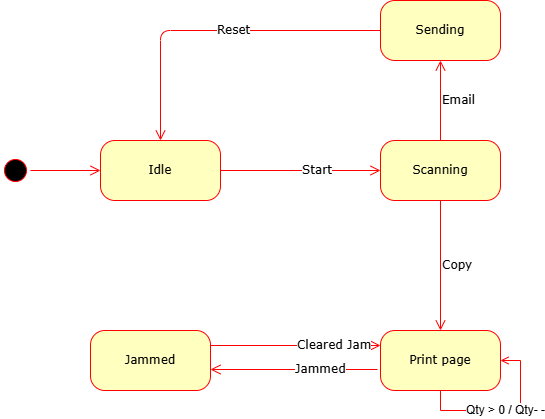 Sending
Reset
Email
Idle
Start
Scanning
Copy
Cleared Jam
Jammed
Print page
Jammed
Qty > 0 / Qty- -